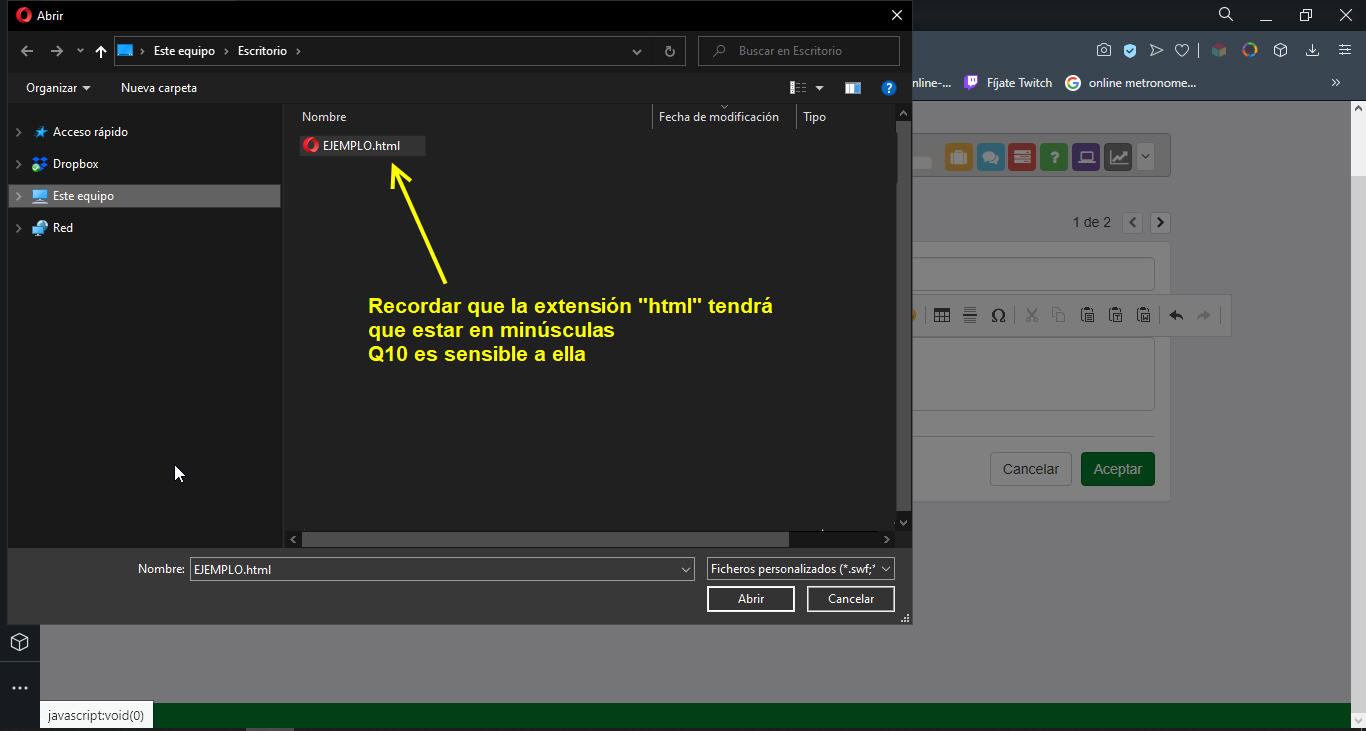 Abrir
Este equipo
Escritorio
Buscar en Escritorio
Organizar
Nueva carpeta
?
nline-...
Fíjate Twitch
online metronome...
»
Acceso rápido
Dropbox
Este equipo
Red
Nombre
Fecha de modificación
Tipo
EJEMPLO.html
?
1 de 2
Recordar que la extensión "html" tendrá
que estar en minúsculas
Q10 es sensible a ella
Ω
Cancelar
Aceptar
Nombre:
EJEMPLO.html
Ficheros personalizados (*.swf;*
Abrir
Cancelar
javascript:void(0)